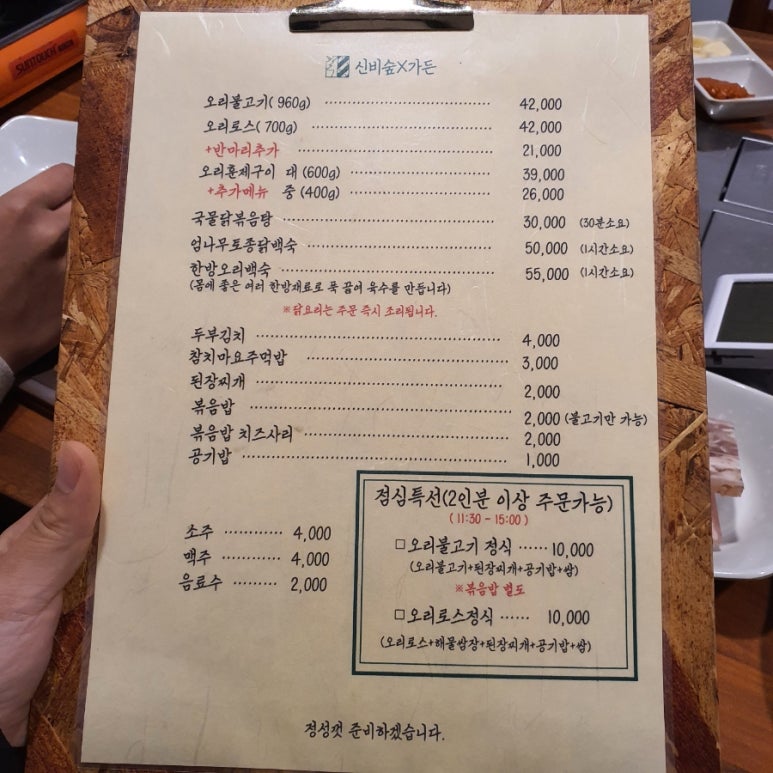 SUNTOUCH
신비숲X가든
오리불고기(960g) 42,000
오리로스(700g) 42,000
+반마리추가 21,000
오리훈제구이 대(600g) 39,000
+추가메뉴 중(400g) 26,000
국물닭볶음탕 30,000 (30분소요)
엄나무토종닭백숙 50,000 (1시간소요)
한방오리백숙 55,000 (1시간소요)
(몸에 좋은 여러 한방재료로 푹 끓여 육수를 만듭니다)
※닭요리는 주문 즉시 조리됩니다.
두부김치 4,000
참치마요주먹밥 3,000
된장찌개 2,000
볶음밥 2,000 (불고기만 가능)
볶음밥 치즈사리 2,000
공기밥 1,000
소주 4,000
맥주 4,000
음료수 2,000
점심특선(2인분 이상 주문가능)
(11:30 - 15:00)
□오리불고기 정식 10,000
(오리불고기+된장찌개+공기밥+쌈)
※볶음밥 별도
□오리로스정식 10,000
(오리로스+해물쌈장+된장찌개+공기밥+쌈)
정성껏 준비하겠습니다.